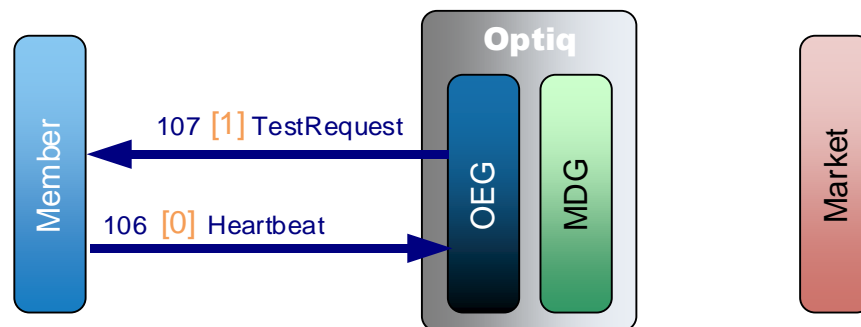 Optiq
Member
107 [1] TestRequest
106 [0] Heartbeat
OEG
MDG
Market